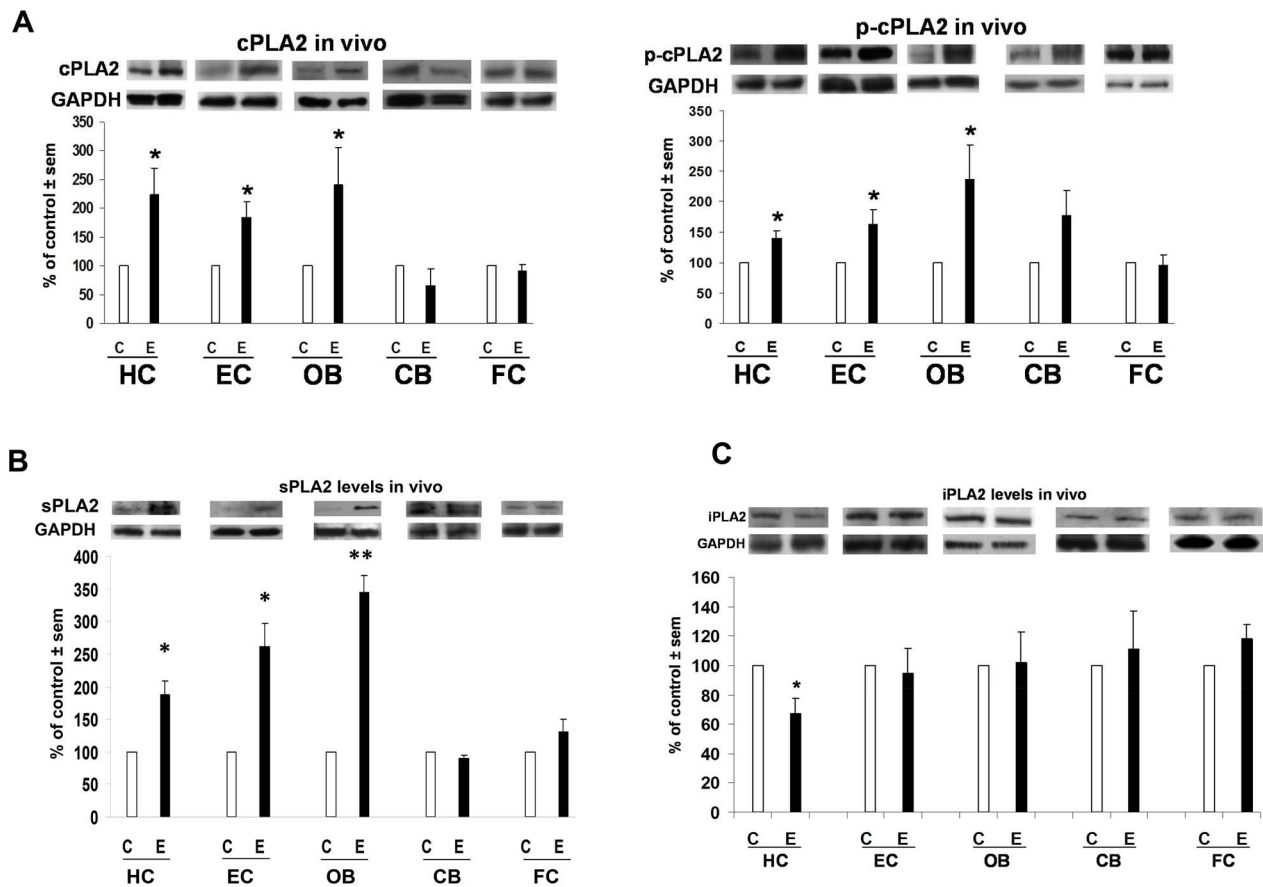 A
cPLA2 in vivo
cPLA2
GAPDH
% of control ± sem
350
300
250
200
150
100
50
0
*
*
*
C E C E C E C E C E
HC EC OB CB FC
p-cPLA2 in vivo
p-cPLA2
GAPDH
% of control ± sem
350
300
250
200
150
100
50
0
*
*
*
C E C E C E C E C E
HC EC OB CB FC
B
sPLA2 levels in vivo
sPLA2
GAPDH
% of control ± sem
400
350
300
250
200
150
100
50
0
*
*
**
C E C E C E C E C E
HC EC OB CB FC
C
iPLA2 levels in vivo
iPLA2
GAPDH
% of control ± sem
160
140
120
100
80
60
40
20
0
*
C E C E C E C E C E
HC EC OB CB FC